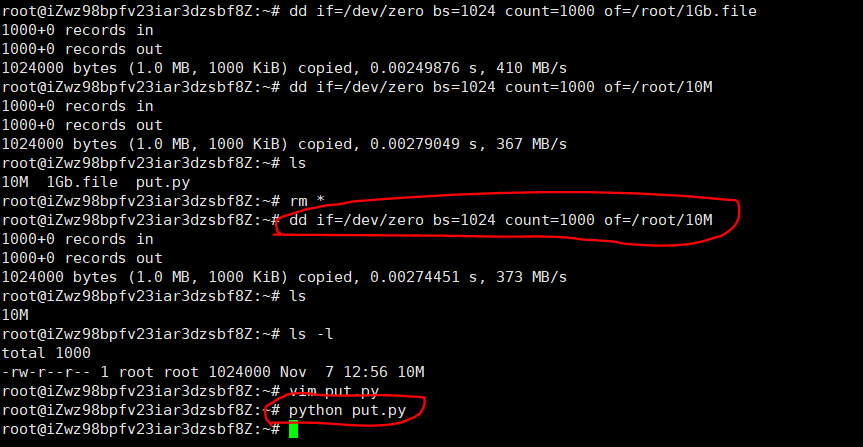 root@iZwz98bpfv23iar3dzsbf8Z:~# dd if=/dev/zero bs=1024 count=1000 of=/root/1Gb.file
1000+0 records in
1000+0 records out
1024000 bytes (1.0 MB, 1000 KiB) copied, 0.00249876 s, 410 MB/s
root@iZwz98bpfv23iar3dzsbf8Z:~# dd if=/dev/zero bs=1024 count=1000 of=/root/10M
1000+0 records in
1000+0 records out
1024000 bytes (1.0 MB, 1000 KiB) copied, 0.00279049 s, 367 MB/s
root@iZwz98bpfv23iar3dzsbf8Z:~# ls
10M  1Gb.file  put.py
root@iZwz98bpfv23iar3dzsbf8Z:~# rm *
root@iZwz98bpfv23iar3dzsbf8Z:~# dd if=/dev/zero bs=1024 count=1000 of=/root/10M
1000+0 records in
1000+0 records out
1024000 bytes (1.0 MB, 1000 KiB) copied, 0.00274451 s, 373 MB/s
root@iZwz98bpfv23iar3dzsbf8Z:~# ls
10M
root@iZwz98bpfv23iar3dzsbf8Z:~# ls -l
total 1000
-rw-r--r-- 1 root root 1024000 Nov  7 12:56 10M
root@iZwz98bpfv23iar3dzsbf8Z:~# vim put.py
root@iZwz98bpfv23iar3dzsbf8Z:~# python put.py
root@iZwz98bpfv23iar3dzsbf8Z:~#